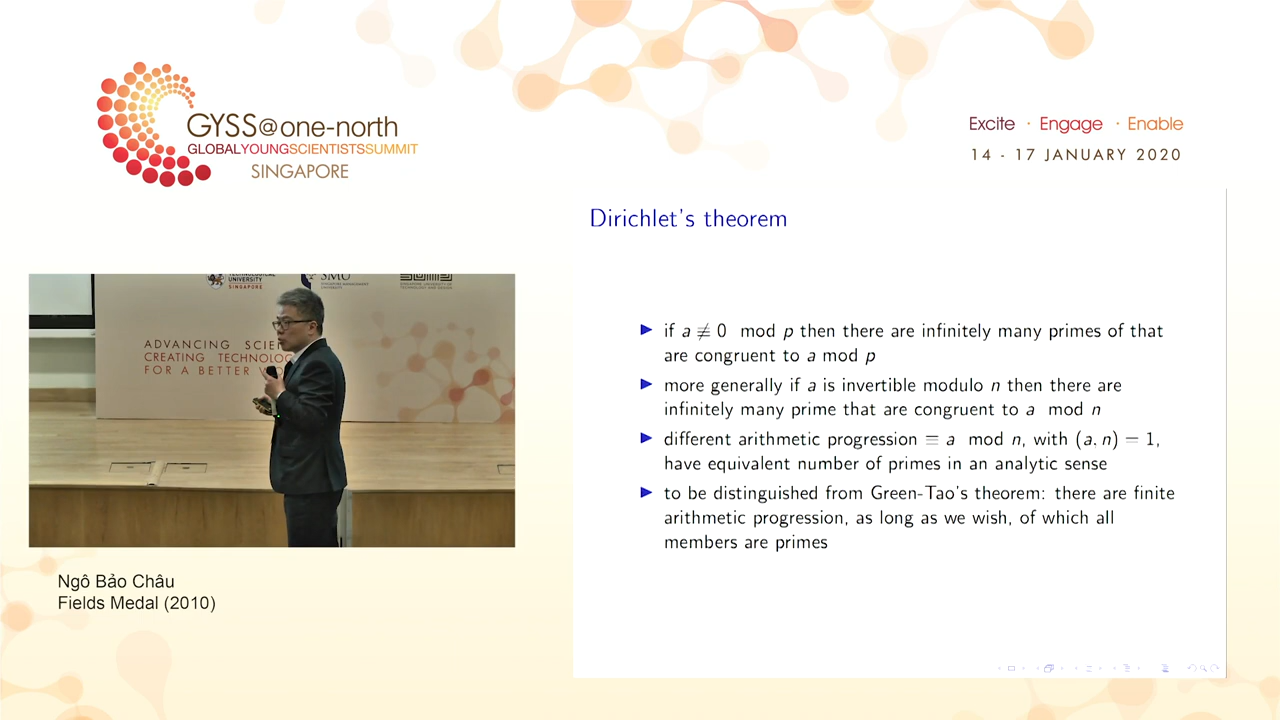 GYSS@one-north
GLOBALYOUNGSCIENTISTSSUMMIT
SINGAPORE
Excite · Engage · Enable
14 - 17 JANUARY 2020
Dirichlet's theorem
if a ≢ 0 mod p then there are infinitely many primes of that
are congruent to a mod p
more generally if a is invertible modulo n then there are
infinitely many prime that are congruent to a mod n
different arithmetic progression ≡ a mod n, with (a, n) = 1,
have equivalent number of primes in an analytic sense
to be distinguished from Green-Tao's theorem: there are finite
arithmetic progression, as long as we wish, of which all
members are primes
UNIVERSITY
SINGAPORE
SMU
ADVANCING SCIEN
CREATING TECHNOLOG
FOR A BETTER
Ngô Bảo Châu
Fields Medal (2010)